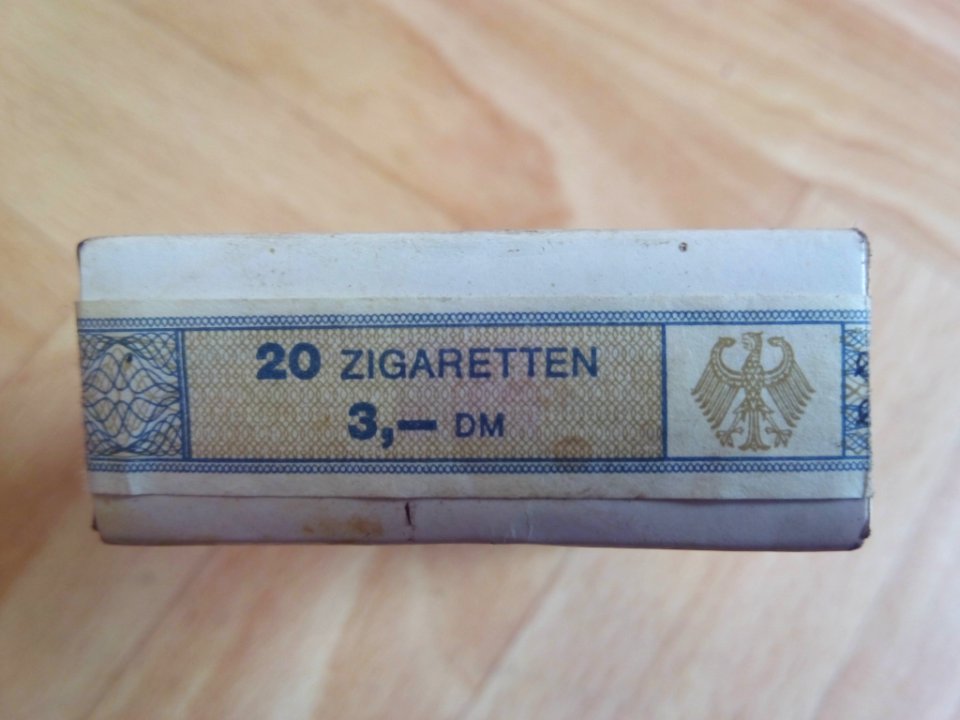 20 ZIGARETTEN
3,— DM